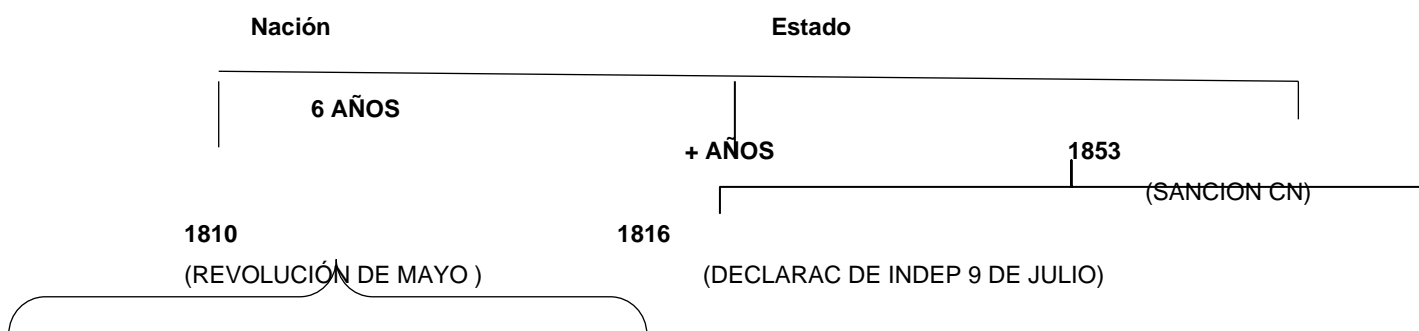 Nación Estado
6 AÑOS
+ AÑOS 1853
(SANCION CN)
1810 1816
(REVOLUCIÓN DE MAYO ) (DECLARAC DE INDEP 9 DE JULIO)